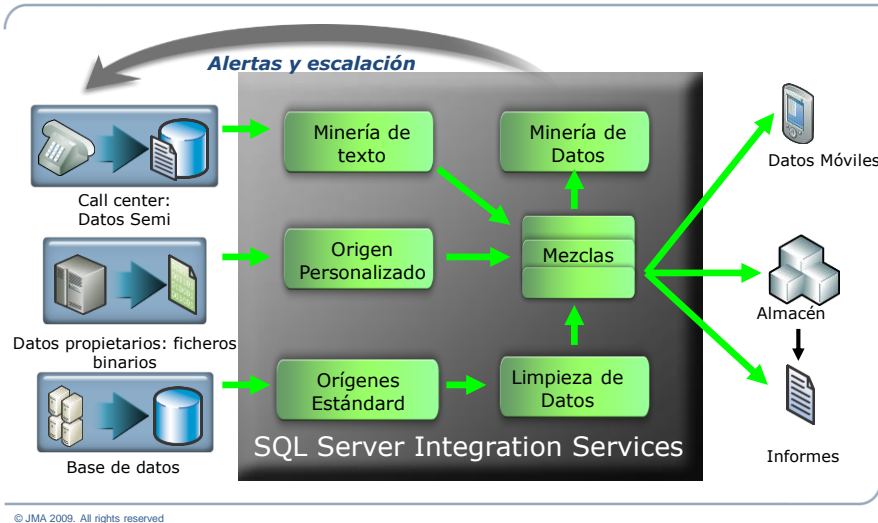 Alertas y escalación
Minería de
texto
Minería de
Datos
Datos Móviles
Call center:
Datos Semi
Origen
Personalizado
Mezclas
Almacén
Datos propietarios: ficheros
binarios
Orígenes
Estándard
Limpieza de
Datos
SQL Server Integration Services
Base de datos
Informes
© JMA 2009. All rights reserved